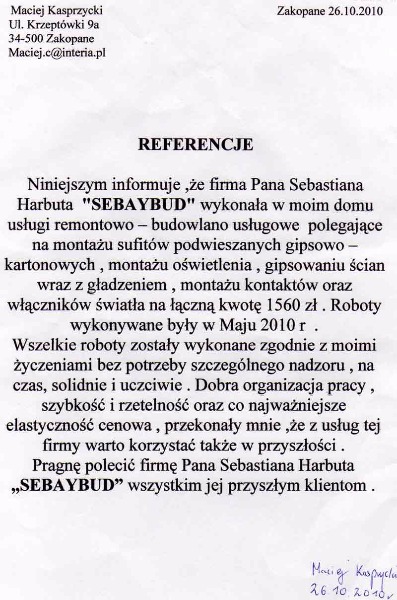 Maciej Kasprzycki
Zakopane 26.10.2010
Ul. Krzeptówki 9a
34-500 Zakopane
Maciej.c@interia.pl
REFERENCJE
Niniejszym informuje ,że firma Pana Sebastiana
Harbuta "SEBAYBUD" wykonała w moim domu
usługi remontowo – budowlano usługowe polegające
na montażu sufitów podwieszanych gipsowo –
kartonowych , montażu oświetlenia , gipsowaniu ścian
wraz z gładzeniem , montażu kontaktów oraz
włączników światła na łączną kwotę 1560 zł . Roboty
wykonywane były w Maju 2010 r .
Wszelkie roboty zostały wykonane zgodnie z moimi
życzeniami bez potrzeby szczególnego nadzoru , na
czas, solidnie i uczciwie . Dobra organizacja pracy ,
szybkość i rzetelność oraz co najważniejsze
elastyczność cenowa , przekonały mnie ,że z usług tej
firmy warto korzystać także w przyszłości .
Pragnę polecić firmę Pana Sebastiana Harbuta
„SEBAYBUD” wszystkim jej przyszłym klientom .
Maciej Kasprzycki
26 10 2010r